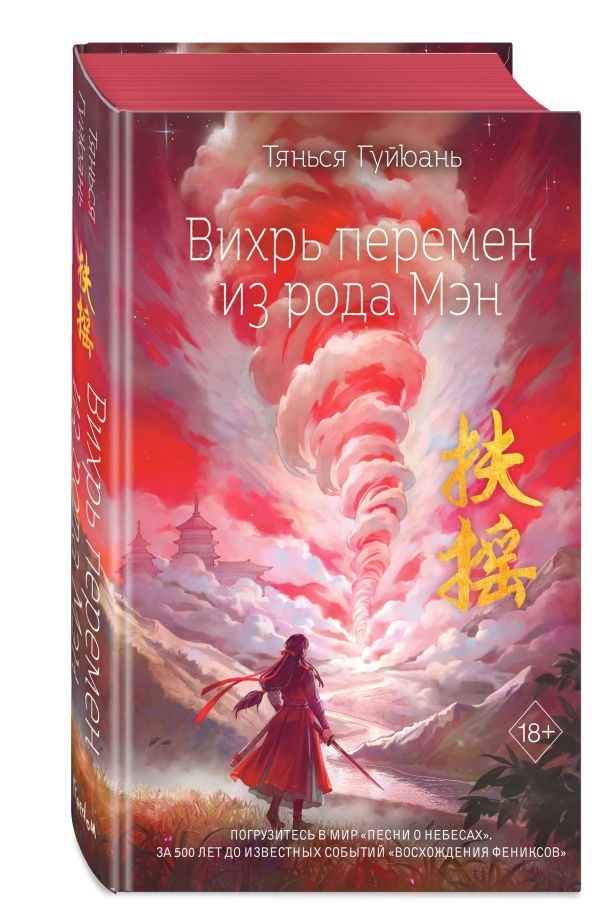 Тянься Гуйюань
Вихрь перемен
из рода Мэн
扶
摇
18+
ПОГРУЗИТЕСЬ В МИР «ПЕСНИ О НЕБЕСАХ».
ЗА 500 ЛЕТ ДО ИЗВЕСТНЫХ СОБЫТИЙ «ВОСХОЖДЕНИЯ ФЕНИКСОВ»
Тянься
Гуйюань
扶摇
Вихрь перемен
из рода Мэн